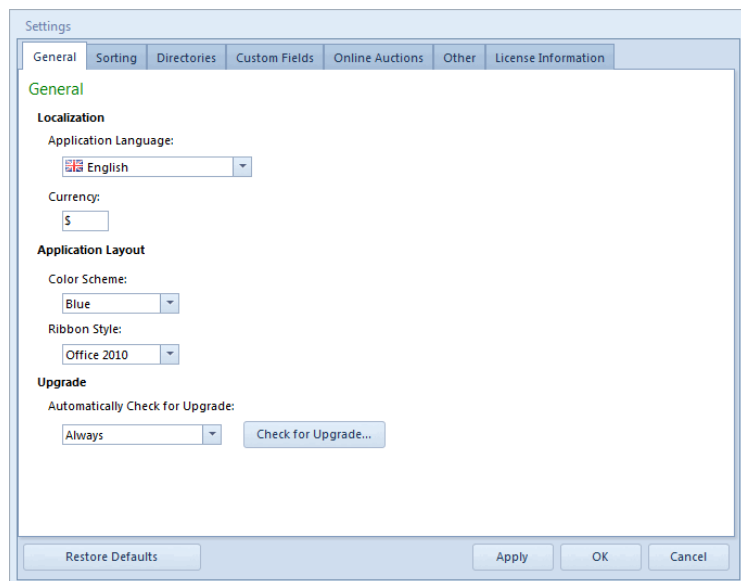 Settings
General Sorting Directories Custom Fields Online Auctions Other License Information
General
Localization
Application Language:
English
Currency:
$
Application Layout
Color Scheme:
Blue
Ribbon Style:
Office 2010
Upgrade
Automatically Check for Upgrade:
Always Check for Upgrade...
Restore Defaults Apply OK Cancel